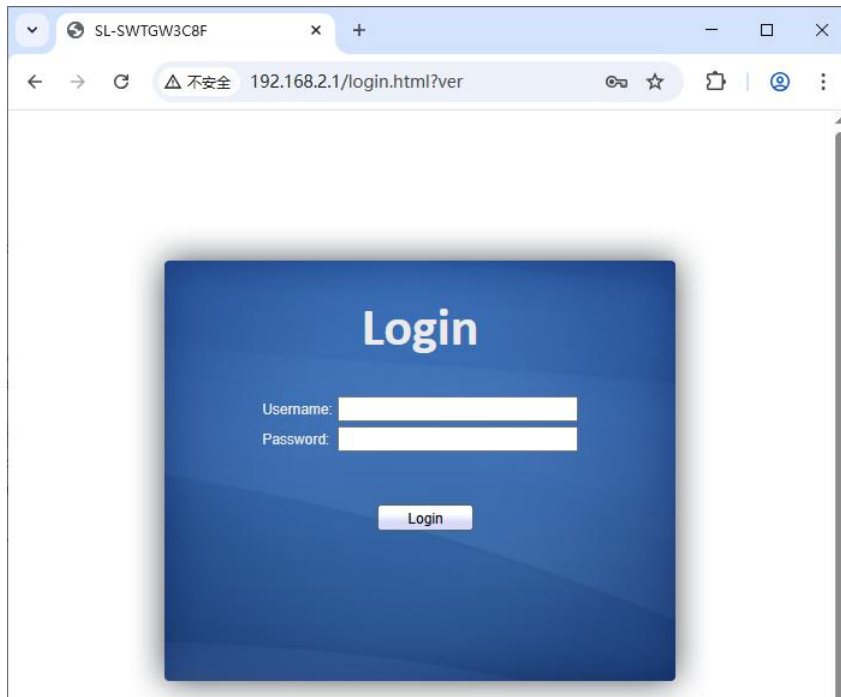 SL-SWTGW3C8F
不安全 192.168.2.1/login.html?ver
Login
Username:
Password:
Login